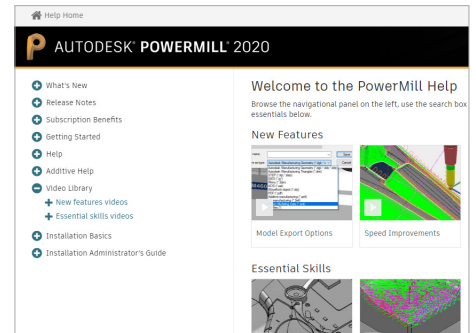 Help Home
AUTODESK® POWERMILL® 2020
What's New
Release Notes
Subscription Benefits
Getting Started
Help
Additive Help
Video Library
New features videos
Essential skills videos
Installation Basics
Installation Administrator's Guide
Welcome to the PowerMill Help
Browse the navigational panel on the left, use the search box
essentials below.
New Features
Save
Cancel
Model Export Options
Speed Improvements
Essential Skills